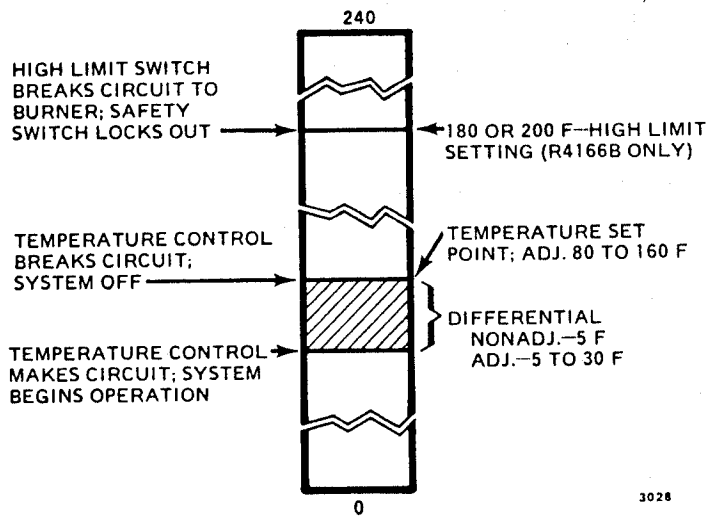 240
HIGH LIMIT SWITCH
BREAKS CIRCUIT TO
BURNER; SAFETY
SWITCH LOCKS OUT
180 OR 200 F—HIGH LIMIT
SETTING (R4166B ONLY)
TEMPERATURE CONTROL
BREAKS CIRCUIT;
SYSTEM OFF
TEMPERATURE SET
POINT; ADJ. 80 TO 160 F
DIFFERENTIAL
NONADJ.—5 F
ADJ.—5 TO 30 F
TEMPERATURE CONTROL
MAKES CIRCUIT; SYSTEM
BEGINS OPERATION
0
3028